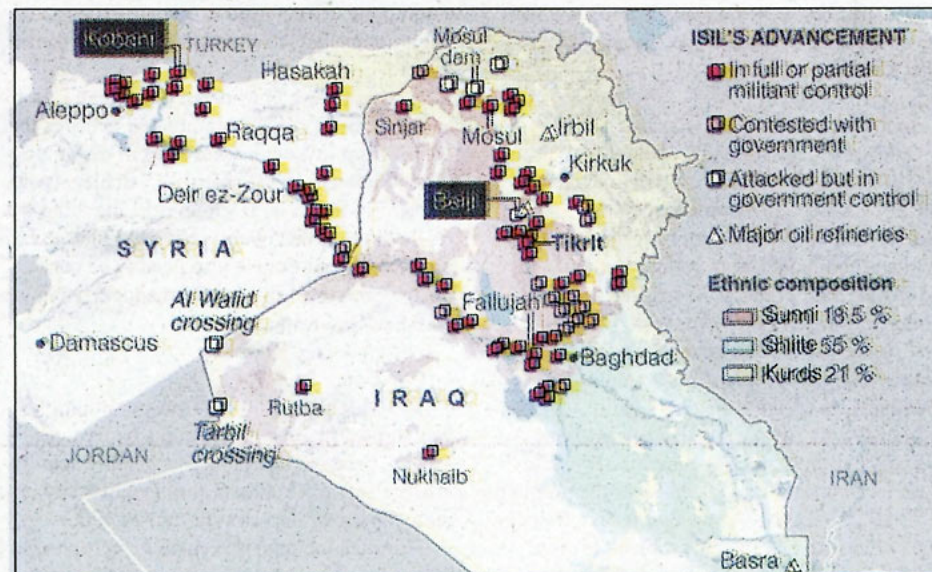 Kobani
TURKEY
Mosul
dam
Hasakah
Aleppo
Sinjar
Mosul
Irbil
Raqqa
Kirkuk
Deir ez-Zour
Beiji
Tikrit
SYRIA
Al Walid
crossing
Fallujah
Damascus
Baghdad
Rutba
IRAQ
Tarbil
crossing
JORDAN
Nukhaib
IRAN
Basra
ISIL'S ADVANCEMENT
In full or partial
militant control
Contested with
government
Attacked but in
government control
Major oil refineries
Ethnic composition
Sunni 18.5 %
Shiite 55 %
Kurds 21 %